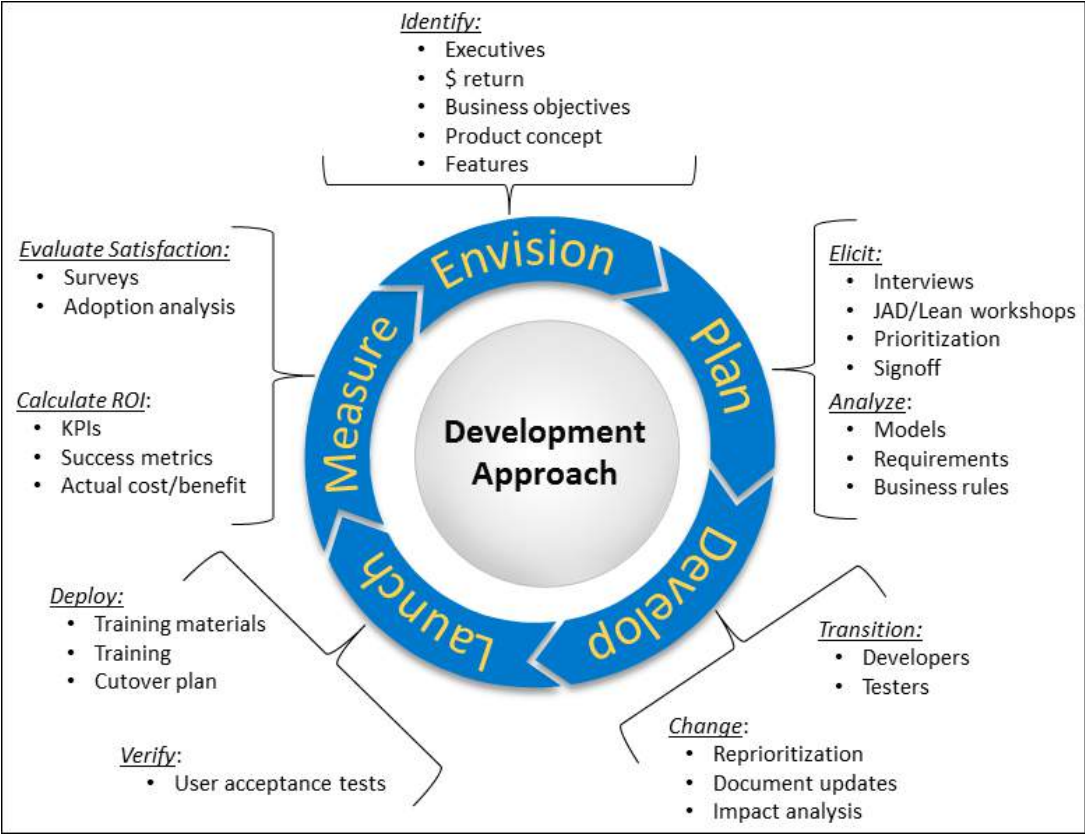 Identify:
• Executives
• $ return
• Business objectives
• Product concept
• Features
Envision
Plan
Develop
Launch
Measure
Development
Approach
Elicit:
• Interviews
• JAD/Lean workshops
• Prioritization
• Signoff
Analyze:
• Models
• Requirements
• Business rules
Transition:
• Developers
• Testers
Change:
• Reprioritization
• Document updates
• Impact analysis
Deploy:
• Training materials
• Training
• Cutover plan
Verify:
• User acceptance tests
Evaluate Satisfaction:
• Surveys
• Adoption analysis
Calculate ROI:
• KPIs
• Success metrics
• Actual cost/benefit